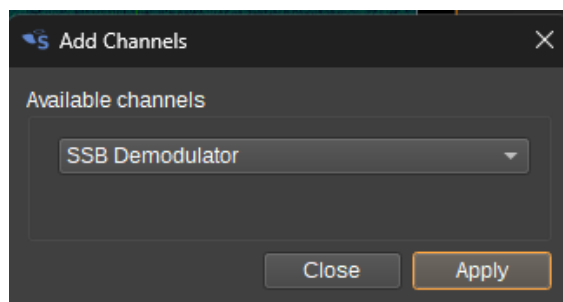 Add Channels
Available channels
SSB Demodulator
Close Apply